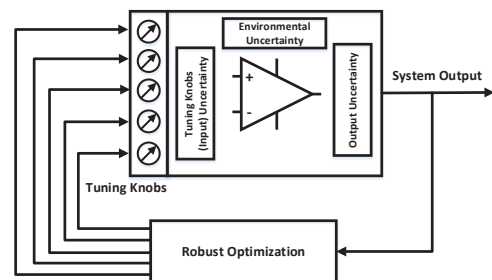 Environmental
Uncertainty
Tuning Knobs
(Input) Uncertainty
+
-
Output Uncertainty
System Output
Tuning Knobs
Robust Optimization